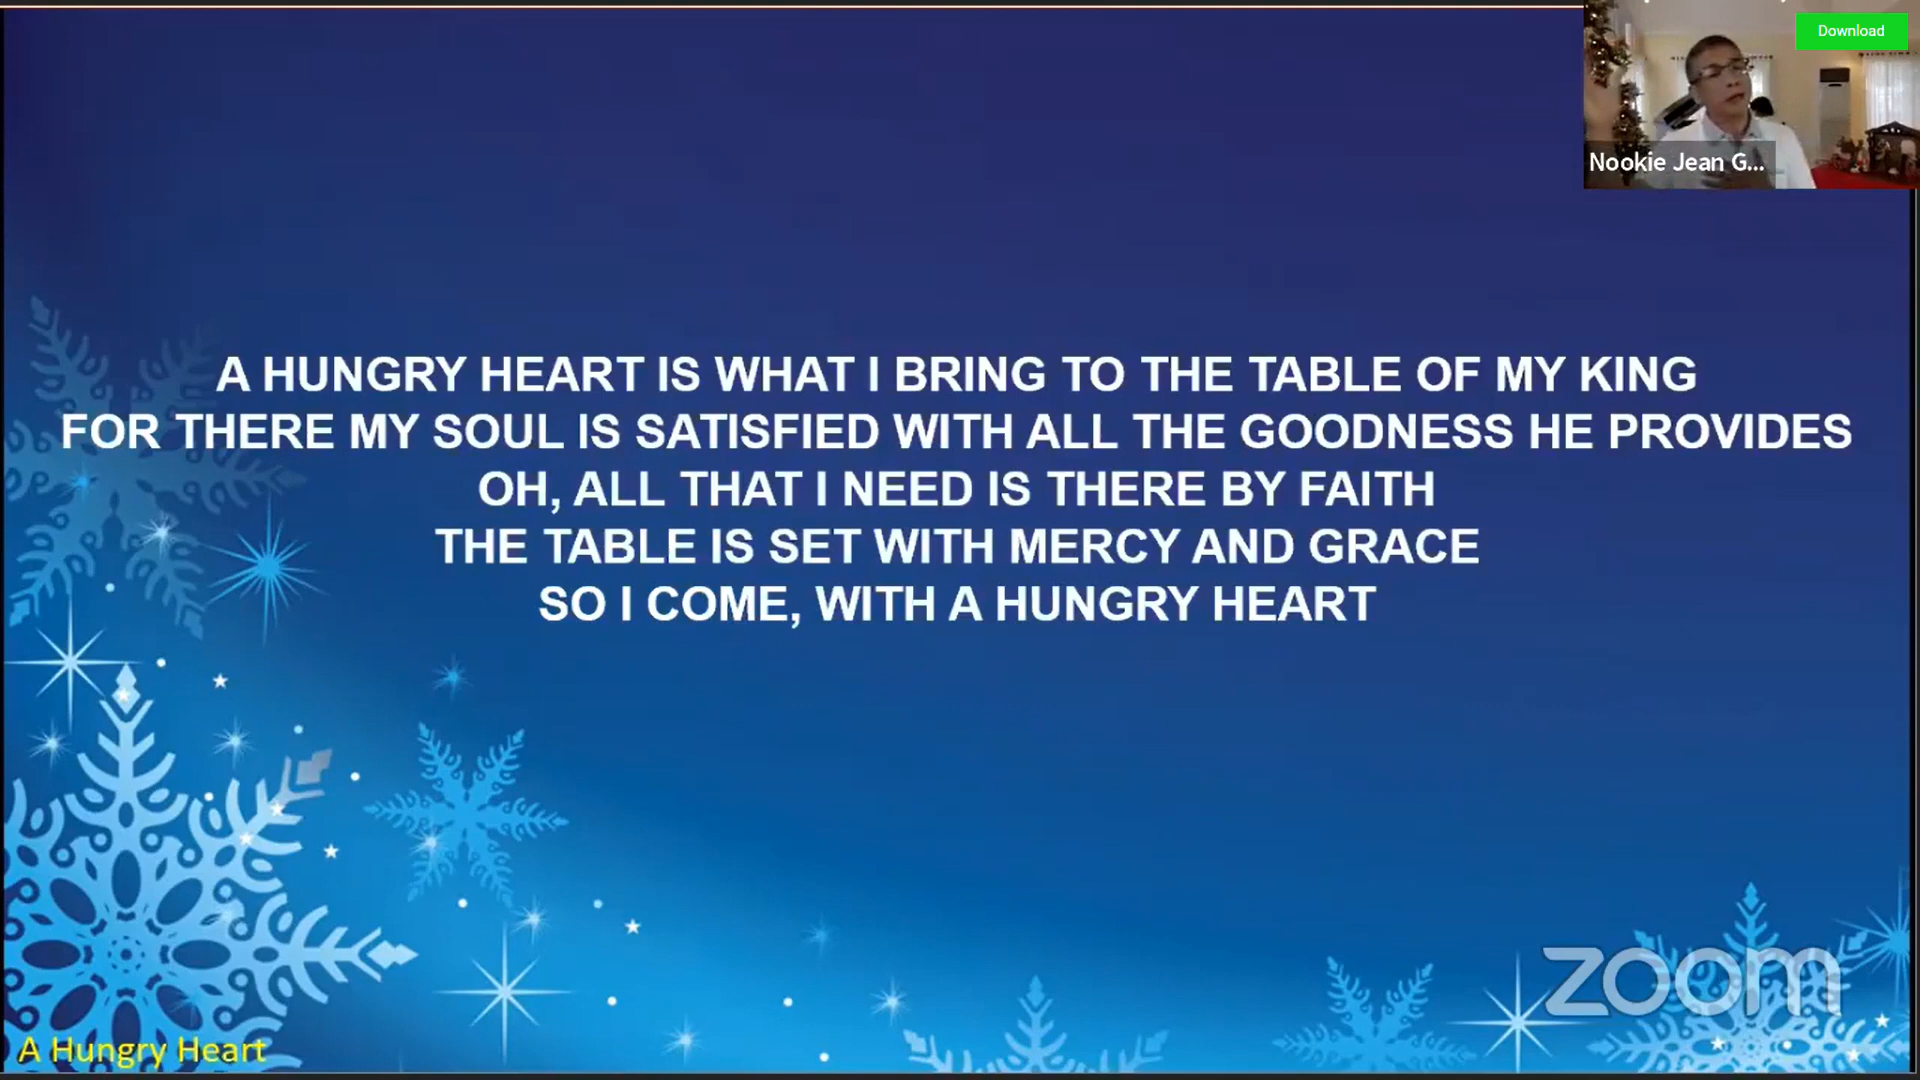 Download
Nookie Jean G...
A HUNGRY HEART IS WHAT I BRING TO THE TABLE OF MY KING
FOR THERE MY SOUL IS SATISFIED WITH ALL THE GOODNESS HE PROVIDES
OH, ALL THAT I NEED IS THERE BY FAITH
THE TABLE IS SET WITH MERCY AND GRACE
SO I COME, WITH A HUNGRY HEART
zoom
A Hungry Heart